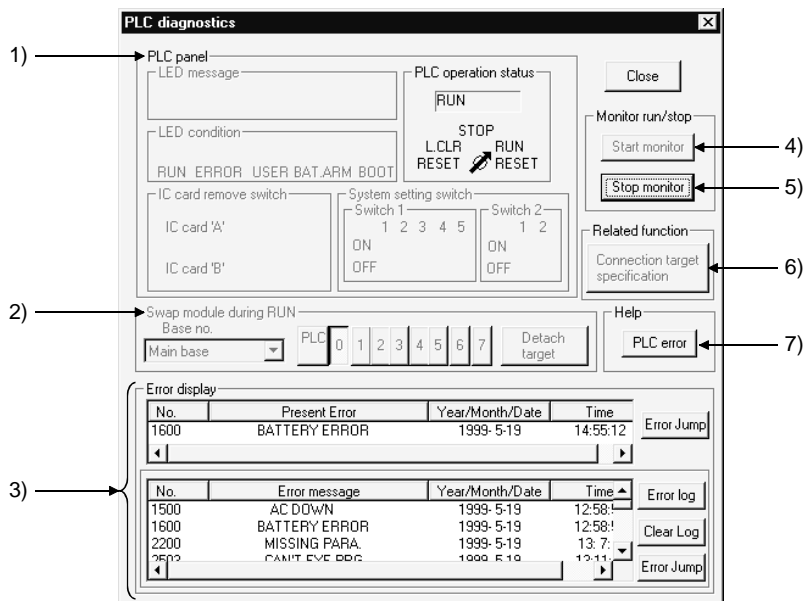 PLC diagnostics
1)
PLC panel
LED message
PLC operation status
RUN
STOP
L.CLR RUN
RESET RESET
Close
LED condition
RUN ERROR USER BAT.ARM BOOT
Monitor run/stop
Start monitor
4)
Stop monitor
5)
IC card remove switch
IC card 'A'
IC card 'B'
System setting switch
Switch 1
1 2 3 4 5
ON
OFF
Switch 2
1 2
ON
OFF
Related function
Connection target
specification
6)
2)
Swap module during RUN
Base no.
Main base
PLC 0 1 2 3 4 5 6 7
Detach
target
Help
PLC error
7)
3)
Error display
No. Present Error Year/Month/Date Time
1600 BATTERY ERROR 1999- 5-19 14:55:12
Error Jump
No. Error message Year/Month/Date Time
1500 AC DOWN 1999- 5-19 12:58:
1600 BATTERY ERROR 1999- 5-19 12:58:
2200 MISSING PARA. 1999- 5-19 13: 7:
Error log
Clear Log
Error Jump